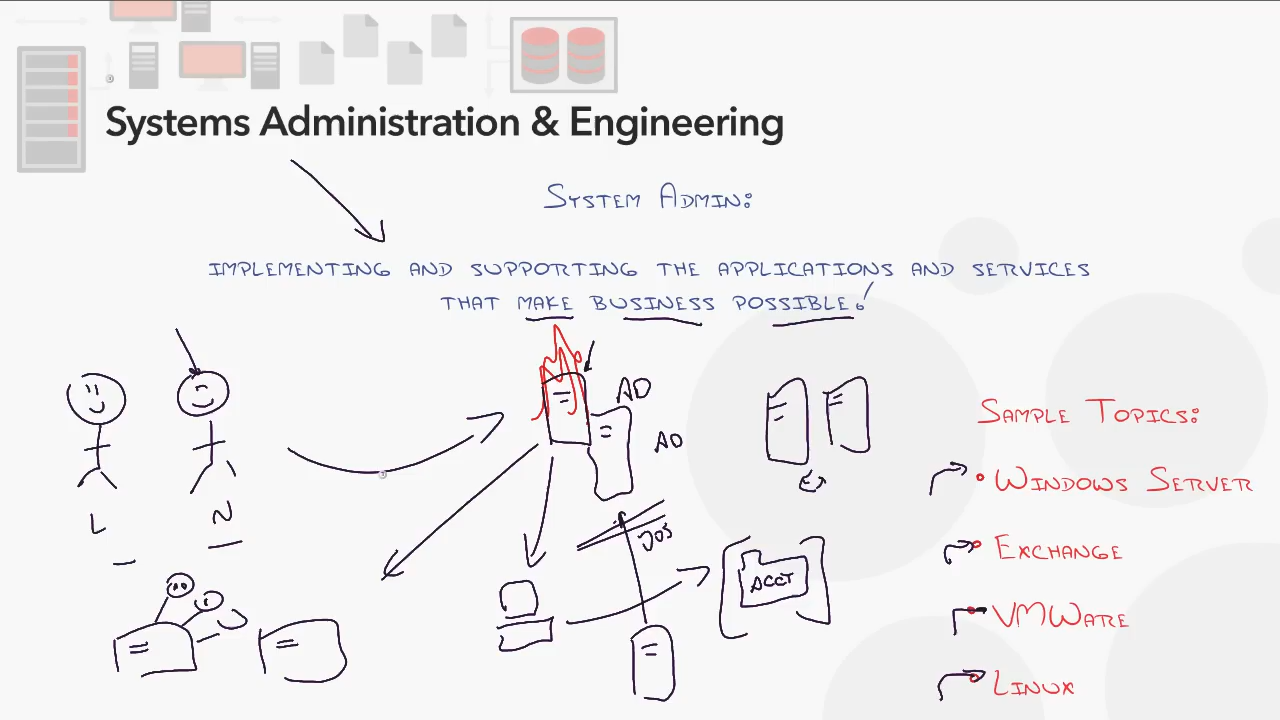 Systems Administration & Engineering
SYSTEM ADMIN:
IMPLEMENTING AND SUPPORTING THE APPLICATIONS AND SERVICES
THAT MAKE BUSINESS POSSIBLE!
AD
AD
SAMPLE TOPICS:
WINDOWS SERVER
L
N
EXCHANGE
ACCT
VMWARE
LINUX